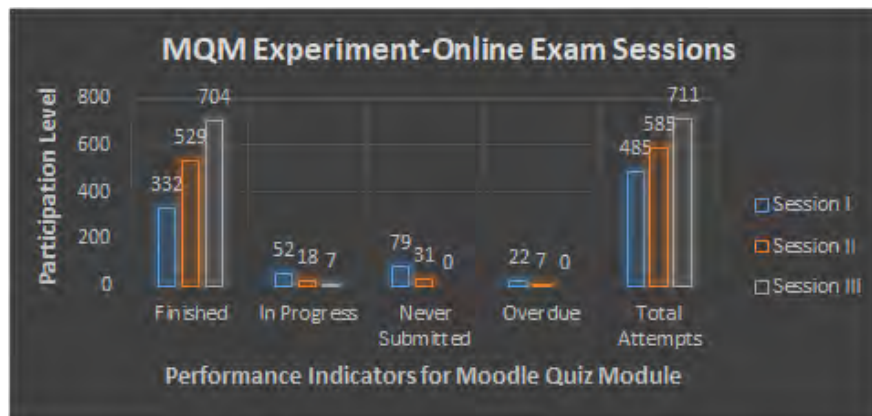 MQM Experiment-Online Exam Sessions
Participation Level
800
600
400
200
0
332
529
704
52
18
7
79
31
0
22
7
0
485
585
711
Finished
In Progress
Never
Submitted
Overdue
Total
Attempts
Session I
Session II
Session III
Performance Indicators for Moodle Quiz Module